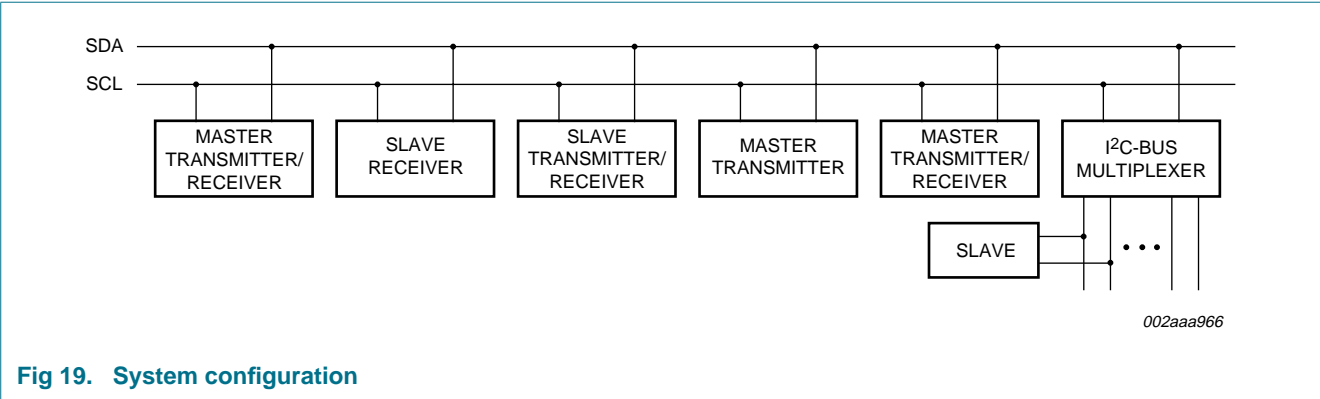 SDA
SCL
MASTER
TRANSMITTER/
RECEIVER
SLAVE
RECEIVER
SLAVE
TRANSMITTER/
RECEIVER
MASTER
TRANSMITTER
MASTER
TRANSMITTER/
RECEIVER
I2C-BUS
MULTIPLEXER
SLAVE
002aaa966
Fig 19. System configuration